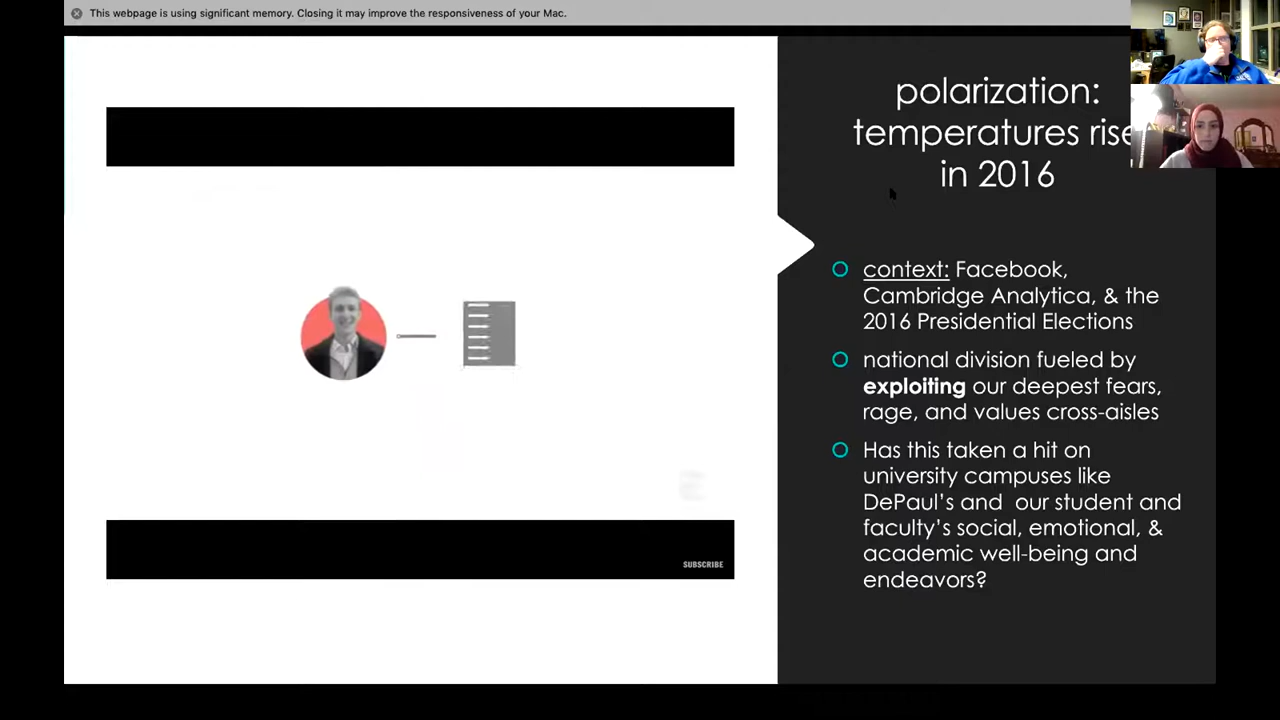 This webpage is using significant memory. Closing it may improve the responsiveness of your Mac.
polarization:
temperatures rise
in 2016
context: Facebook,
Cambridge Analytica, & the
2016 Presidential Elections
national division fueled by
exploiting our deepest fears,
rage, and values cross-aisles
Has this taken a hit on
university campuses like
DePaul's and our student and
faculty's social, emotional, &
academic well-being and
endeavors?
SUBSCRIBE